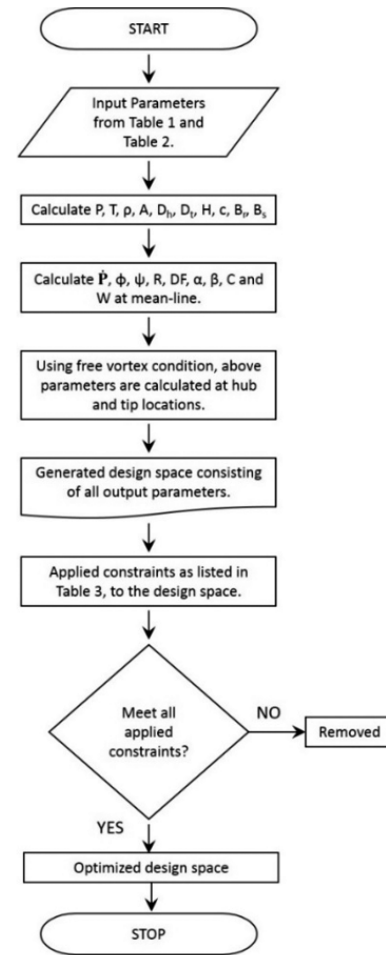 START
Input Parameters
from Table 1 and
Table 2.
Calculate P, T, ρ, A, Dₕ, Dₜ, H, c, Bᵣ, Bₛ
Calculate Ṗ, ϕ, ψ, R, DF, α, β, C and
W at mean-line.
Using free vortex condition, above
parameters are calculated at hub
and tip locations.
Generated design space consisting
of all output parameters.
Applied constraints as listed in
Table 3, to the design space.
Meet all
applied
constraints?
NO
Removed
YES
Optimized design space
STOP